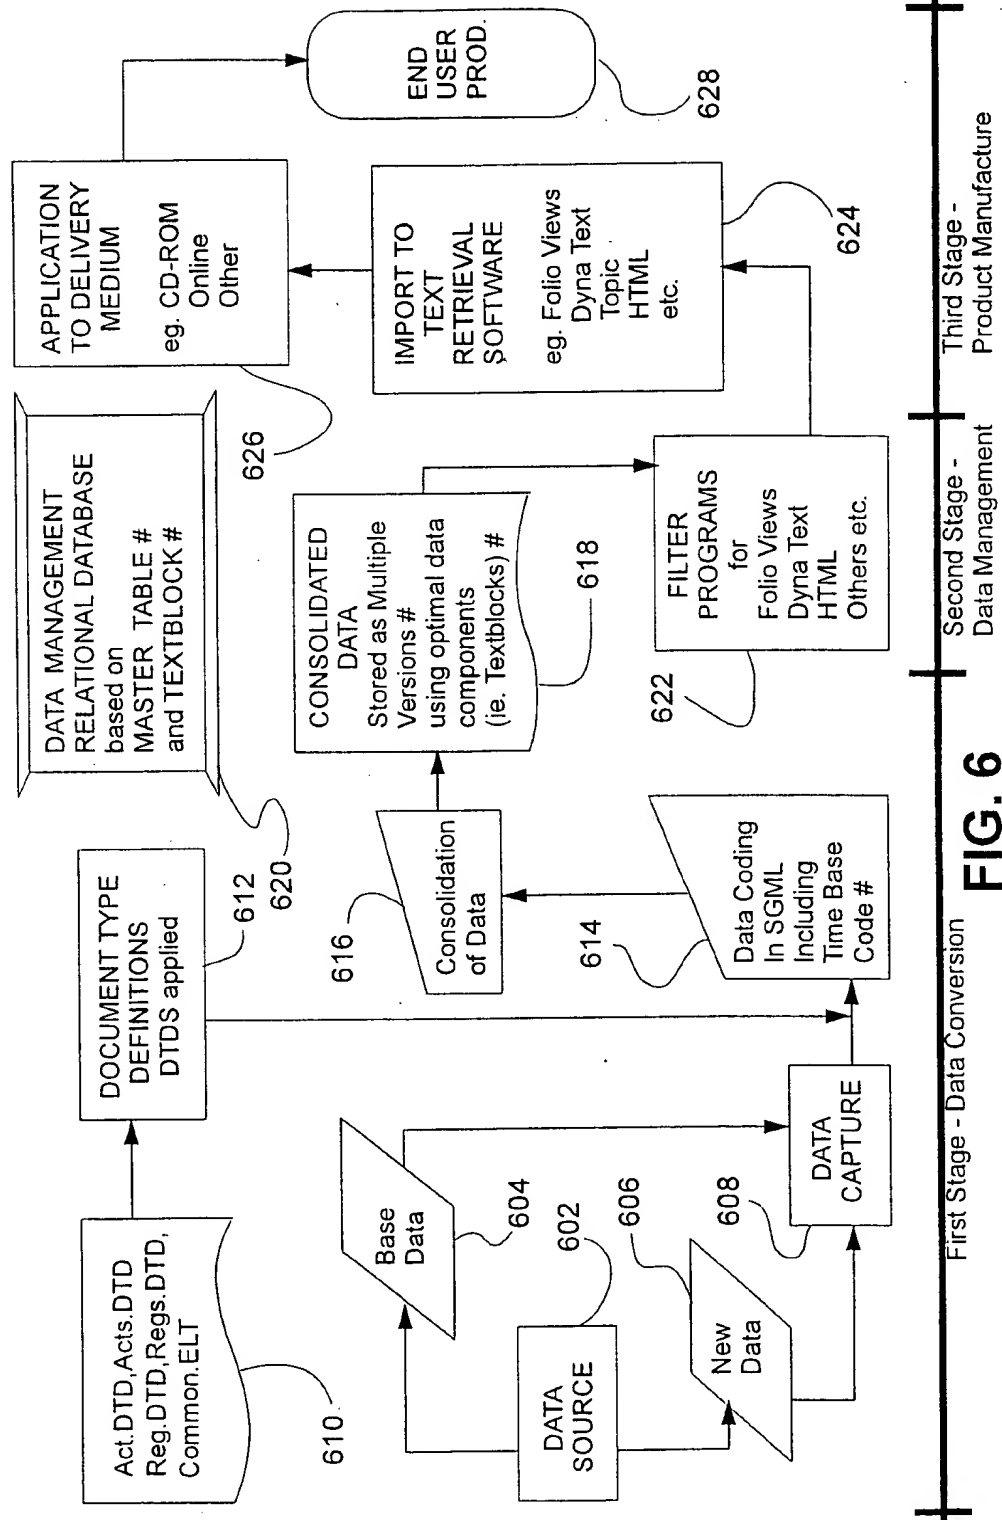 Act.DTD,Acts.DTD
Reg.DTD,Regs.DTD,
Common.ELT
610
DOCUMENT TYPE
DEFINITIONS
DTDS applied
612
DATA MANAGEMENT
RELATIONAL DATABASE
based on
MASTER TABLE #
and TEXTBLOCK #
620
APPLICATION
TO DELIVERY
MEDIUM
eg. CD-ROM
Online
Other
626
END
USER
PROD.
628
DATA
SOURCE
602
Base
Data
604
New
Data
606
DATA
CAPTURE
608
Data Coding
In SGML
Including
Time Base
Code #
614
Consolidation
of Data
616
CONSOLIDATED
DATA
Stored as Multiple
Versions #
using optimal data
components
(ie. Textblocks) #
618
FILTER
PROGRAMS
for
Folio Views
Dyna Text
HTML
Others etc.
622
IMPORT TO
TEXT
RETRIEVAL
SOFTWARE
eg. Folio Views
Dyna Text
Topic
HTML
etc.
624
First Stage - Data Conversion
Second Stage -
Data Management
Third Stage -
Product Manufacture
FIG. 6